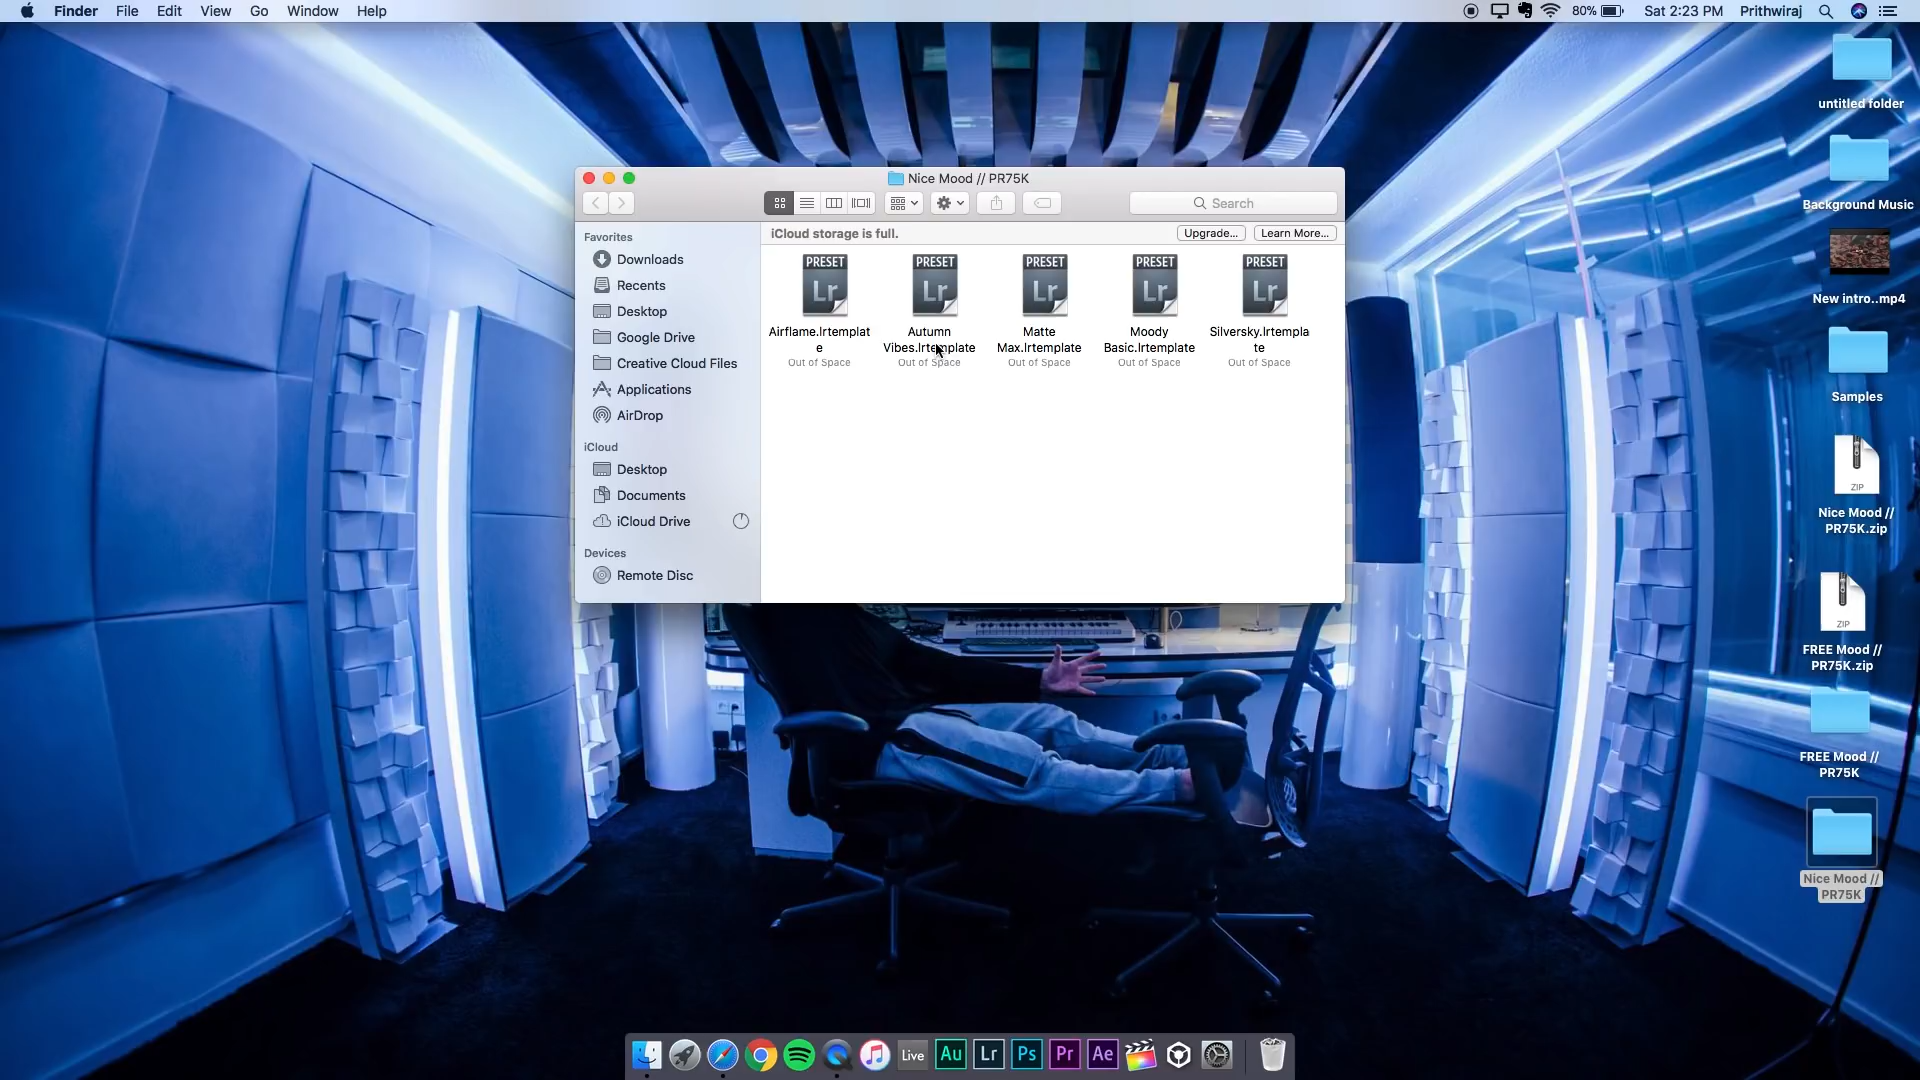 Finder File Edit View Go Window Help
80% Sat 2:23 PM Prithwiraj
Nice Mood // PR75K
Search
Favorites
Downloads
Recents
Desktop
Google Drive
Creative Cloud Files
Applications
AirDrop
iCloud
Desktop
Documents
iCloud Drive
Devices
Remote Disc
iCloud storage is full.
Upgrade...
Learn More...
PRESET PRESET PRESET PRESET PRESET
Lr Lr Lr Lr Lr
Airflame.lrtemplat
e
Out of Space
Autumn
Vibes.lrtemplate
Out of Space
Matte
Max.lrtemplate
Out of Space
Moody
Basic.lrtemplate
Out of Space
Silversky.lrtempla
te
Out of Space
untitled folder
Background Music
New intro..mp4
Samples
ZIP
Nice Mood //
PR75K.zip
ZIP
FREE Mood //
PR75K.zip
FREE Mood //
PR75K
Nice Mood //
PR75K
Live Au Lr Ps Pr Ae